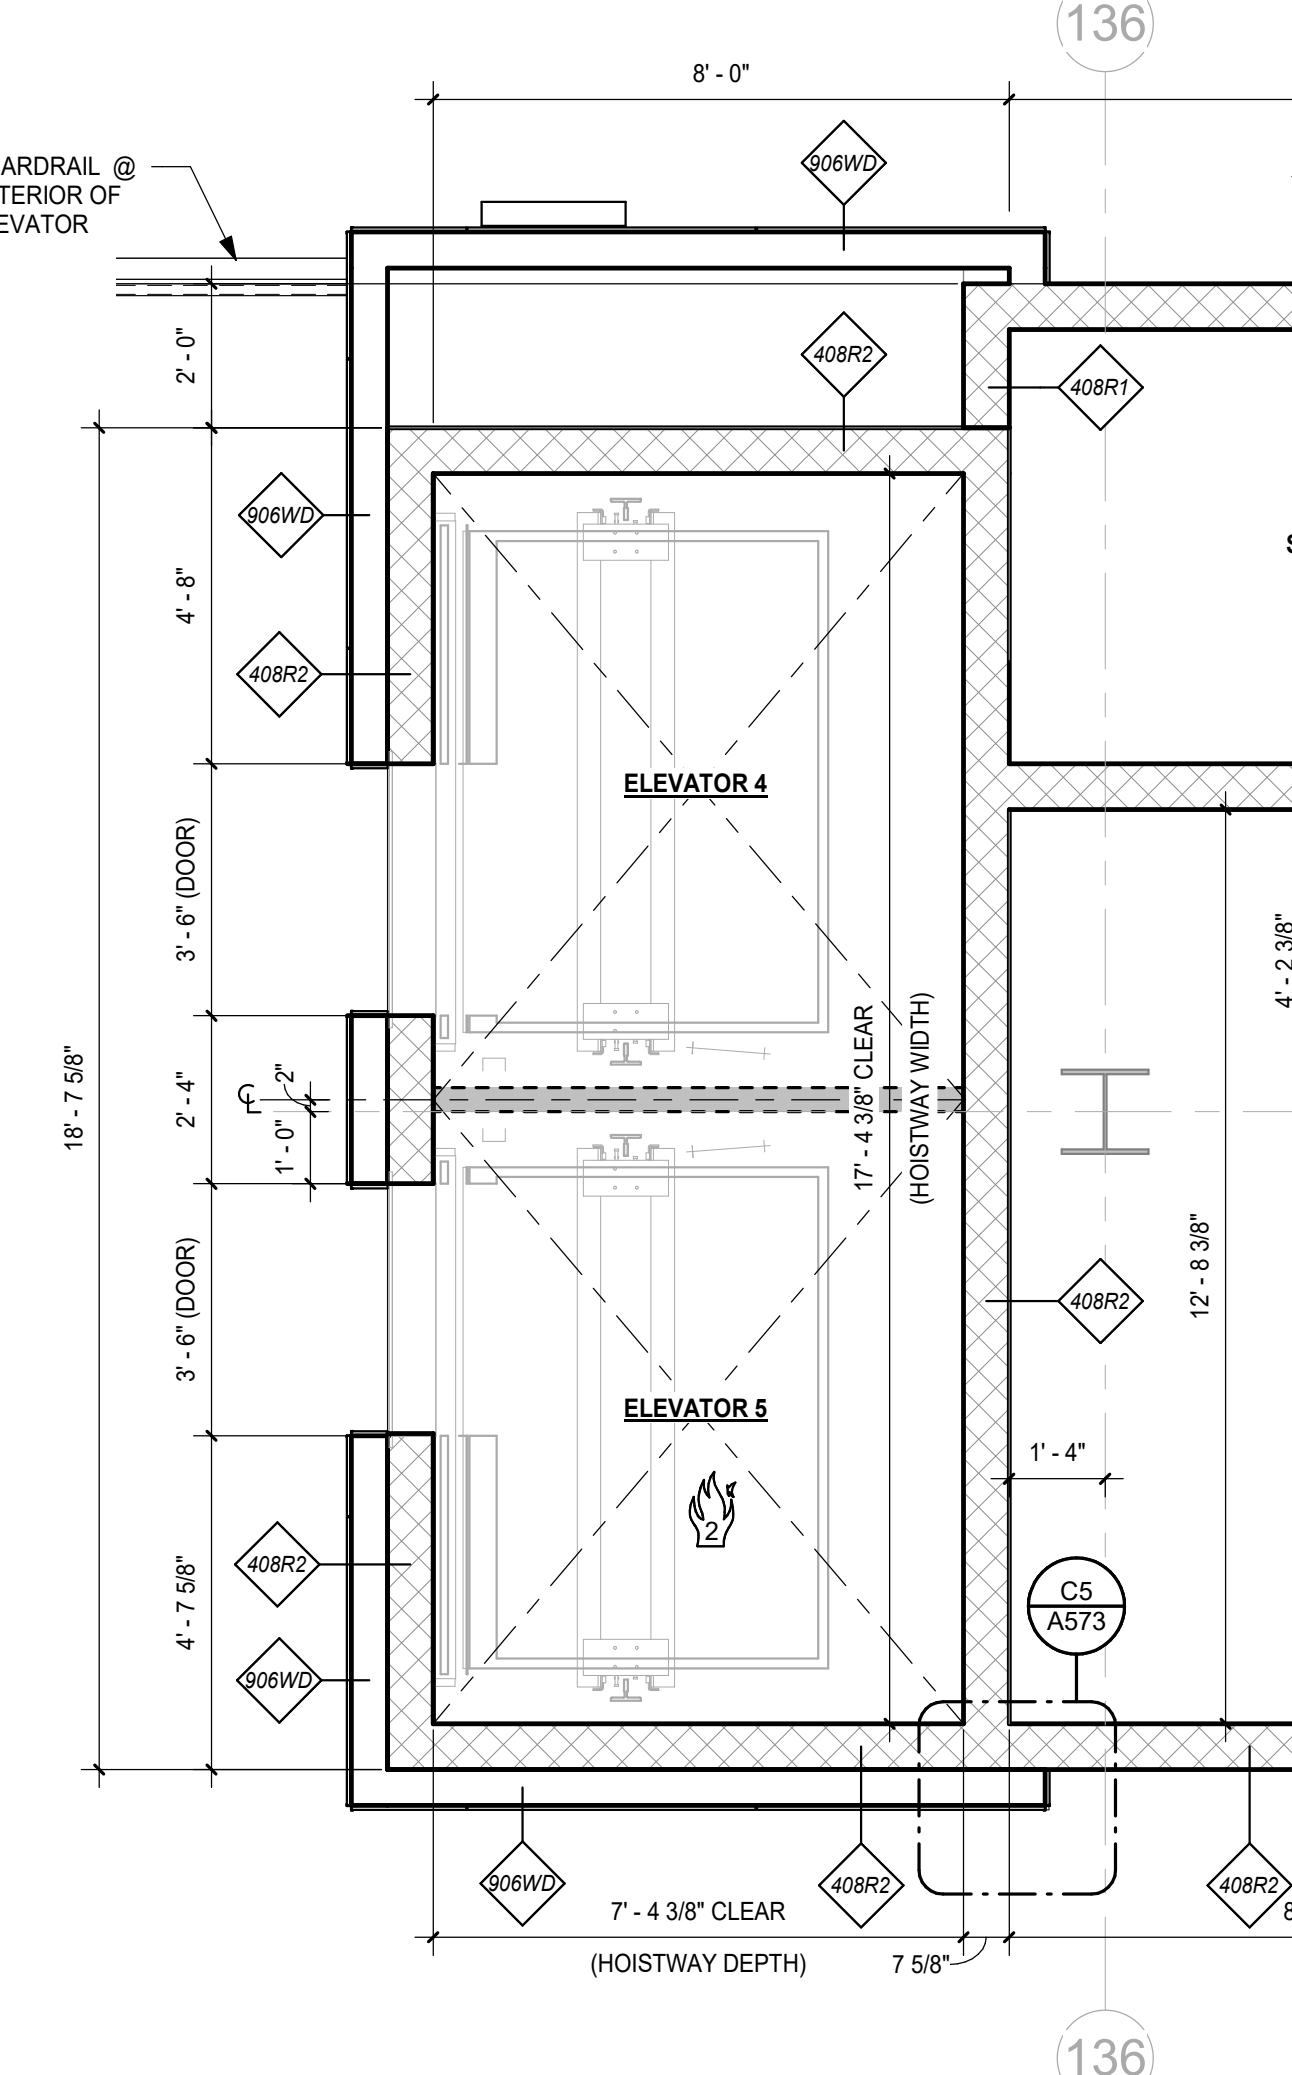 136
8' - 0"
906WD
ARDRAIL @
TERIOR OF
EVATOR
2' - 0"
408R2
408R1
906WD
4' - 8"
S
408R2
ELEVATOR 4
3' - 6" (DOOR)
4' - 2 3/8"
17' - 4 3/8" CLEAR
(HOISTWAY WIDTH)
18' - 7 5/8"
2' - 4"
CL
2"
1' - 0"
3' - 6" (DOOR)
12' - 8 3/8"
408R2
ELEVATOR 5
1' - 4"
2
408R2
4' - 7 5/8"
C5
A573
906WD
906WD
408R2
408R2
7' - 4 3/8" CLEAR
8
(HOISTWAY DEPTH)
7 5/8"
136